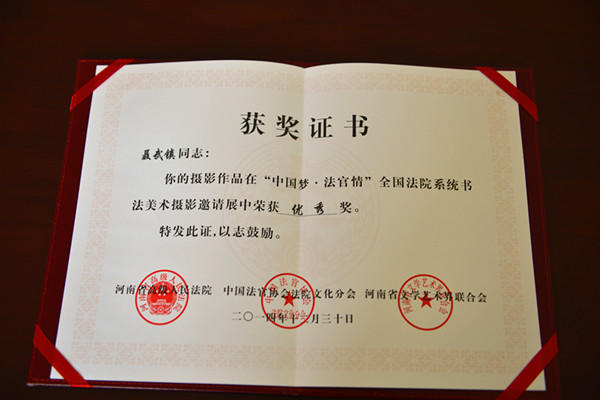 获奖证书
聂武镇同志:
你的摄影作品在“中国梦·法官情”全国法院系统书
法美术摄影邀请展中荣获 优秀 奖。
特发此证,以志鼓励。
河南省高级人民法院 中国法官协会法院文化分会 河南省文学艺术界联合会
二〇一四年十二月三十日